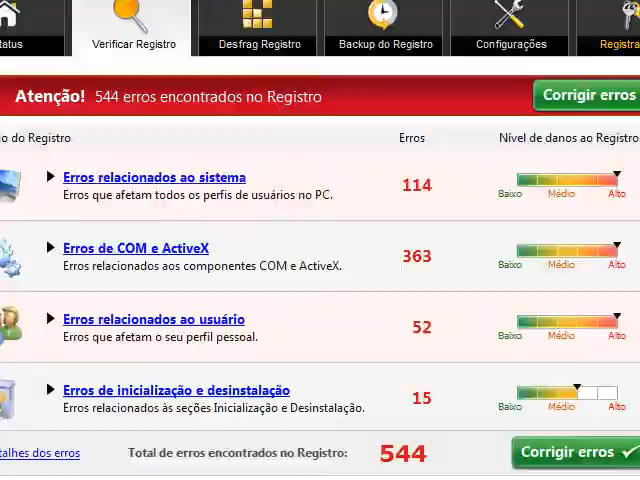 tatus
Verificar Registro
Desfrag Registro
Backup do Registro
Configurações
Registra
Atenção! 544 erros encontrados no Registro
Corrigir erros
o do Registro
Erros
Nível de danos ao Registro
Erros relacionados ao sistema
Erros que afetam todos os perfis de usuários no PC.
114
Baixo Médio Alto
Erros de COM e ActiveX
Erros relacionados aos componentes COM e ActiveX.
363
Baixo Médio Alto
Erros relacionados ao usuário
Erros que afetam o seu perfil pessoal.
52
Baixo Médio Alto
Erros de inicialização e desinstalação
Erros relacionados às seções Inicialização e Desinstalação.
15
Baixo Médio Alto
talhes dos erros
Total de erros encontrados no Registro:
544
Corrigir erros